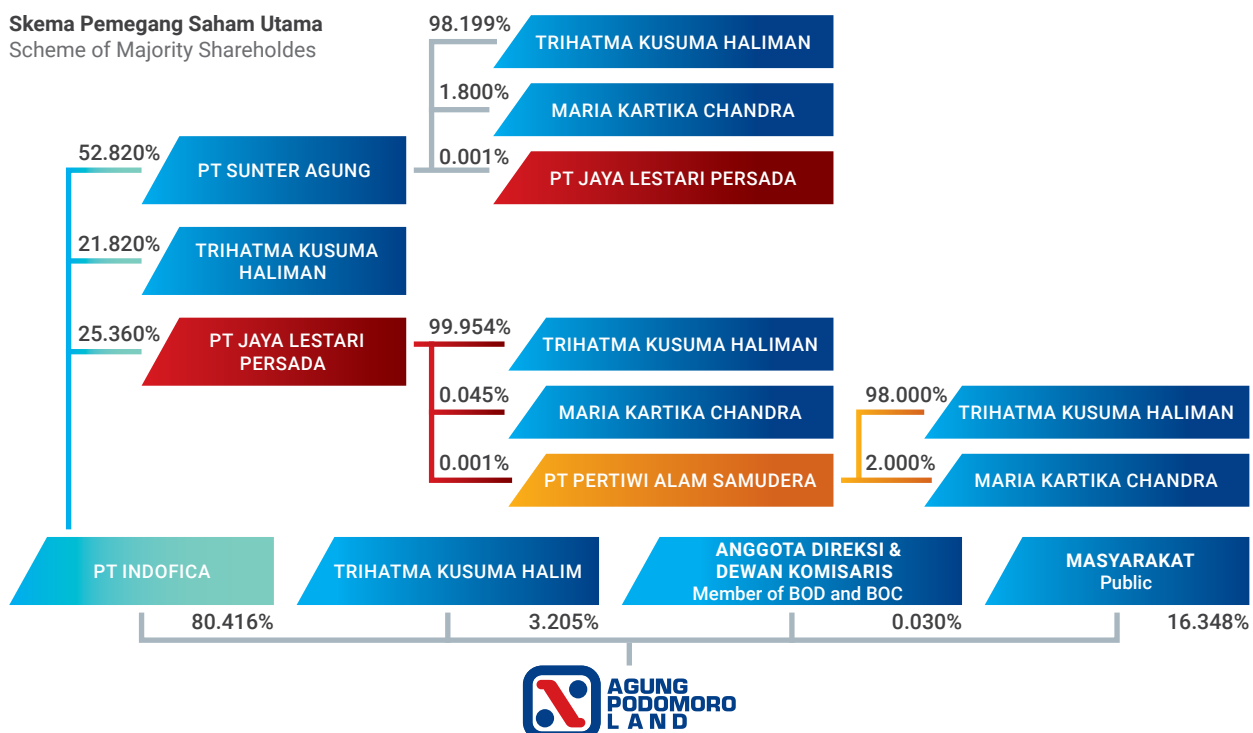 Skema Pemegang Saham Utama
Scheme of Majority Shareholdes
98.199%
TRIHATMA KUSUMA HALIMAN
1.800%
MARIA KARTIKA CHANDRA
52.820%
PT SUNTER AGUNG
0.001%
PT JAYA LESTARI PERSADA
21.820%
TRIHATMA KUSUMA
HALIMAN
25.360%
PT JAYA LESTARI
PERSADA
99.954%
TRIHATMA KUSUMA HALIMAN
0.045%
MARIA KARTIKA CHANDRA
98.000%
TRIHATMA KUSUMA HALIMAN
0.001%
PT PERTIWI ALAM SAMUDERA
2.000%
MARIA KARTIKA CHANDRA
PT INDOFICA
TRIHATMA KUSUMA HALIM
ANGGOTA DIREKSI &
DEWAN KOMISARIS
Member of BOD and BOC
MASYARAKAT
Public
80.416%
3.205%
0.030%
16.348%
AGUNG
PODOMORO
LAND